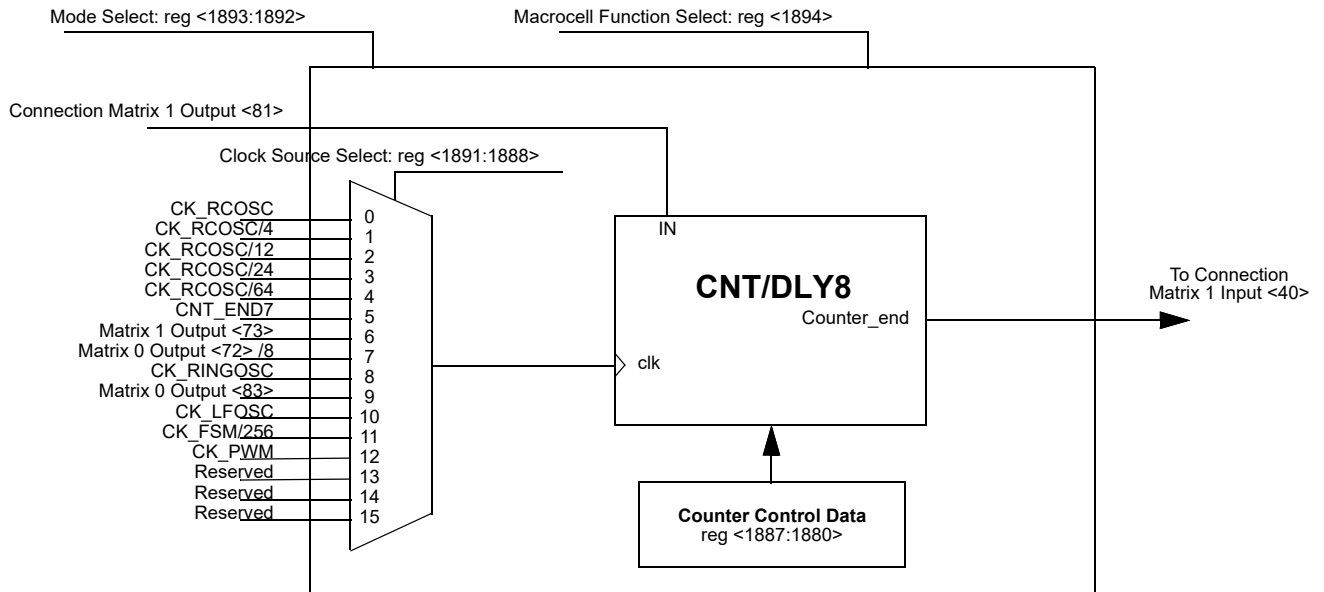 Mode Select: reg <1893:1892>
Macrocell Function Select: reg <1894>
Connection Matrix 1 Output <81>
Clock Source Select: reg <1891:1888>
CK_RCOSC 0
CK_RCOSC/4 1
CK_RCOSC/12 2
CK_RCOSC/24 3
CK_RCOSC/64 4
CNT_END7 5
Matrix 1 Output <73> 6
Matrix 0 Output <72> /8 7
CK_RINGOSC 8
Matrix 0 Output <83> 9
CK_LFOSC 10
CK_FSM/256 11
CK_PWM 12
Reserved 13
Reserved 14
Reserved 15
IN
CNT/DLY8
Counter_end
clk
To Connection
Matrix 1 Input <40>
Counter Control Data
reg <1887:1880>